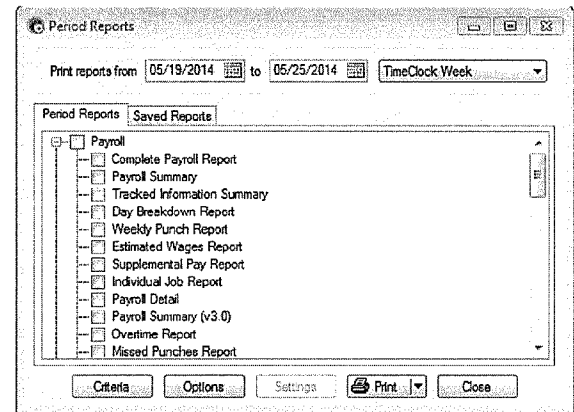 Period Reports
Print reports from 05/19/2014 to 05/25/2014 TimeClock Week
Period Reports Saved Reports
Payroll
Complete Payroll Report
Payroll Summary
Tracked Information Summary
Day Breakdown Report
Weekly Punch Report
Estimated Wages Report
Supplemental Pay Report
Individual Job Report
Payroll Detail
Payroll Summary (v3.0)
Overtime Report
Missed Punches Report
Criteria Options Settings Print Close